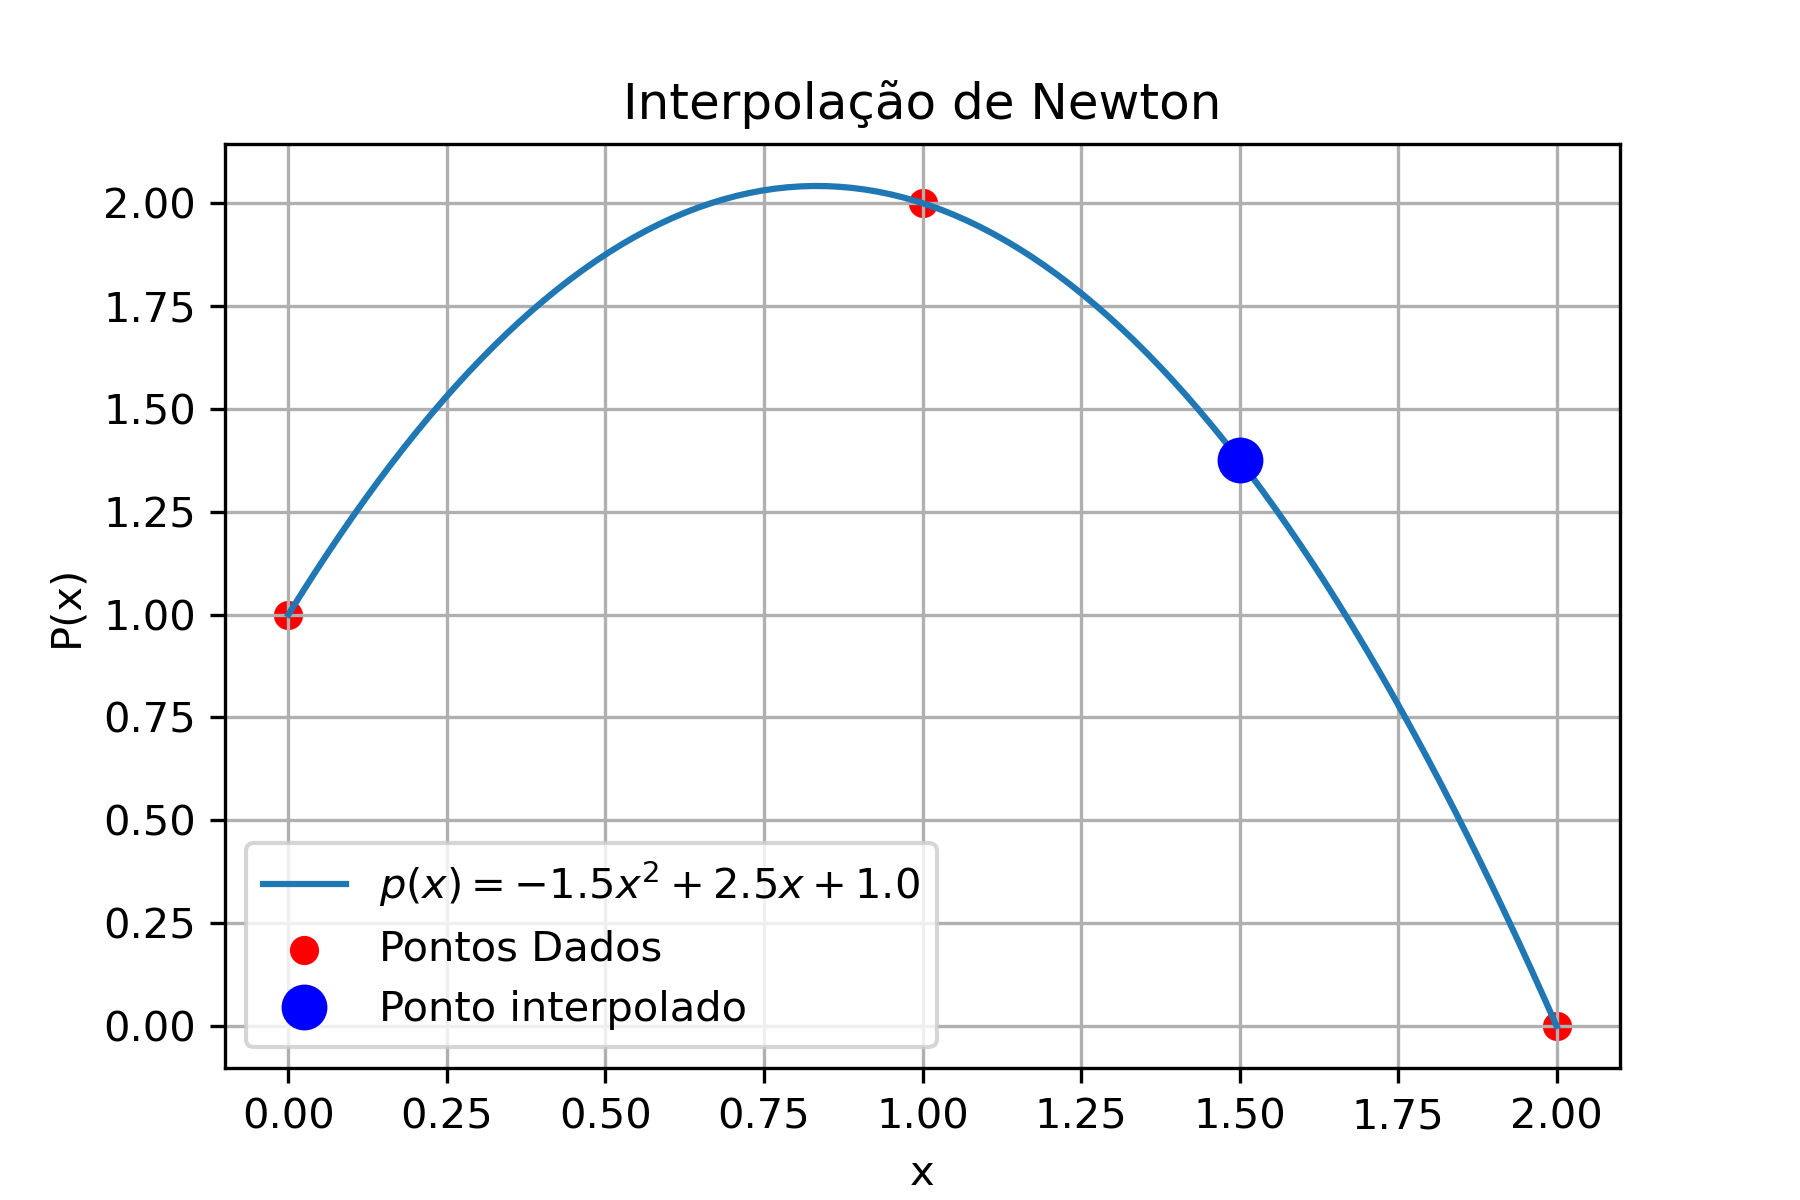 Interpolação de Newton
P(x)
2.00
1.75
1.50
1.25
1.00
0.75
0.50
0.25
0.00
p(x) = −1.5x² + 2.5x + 1.0
Pontos Dados
Ponto interpolado
0.00 0.25 0.50 0.75 1.00 1.25 1.50 1.75 2.00
x